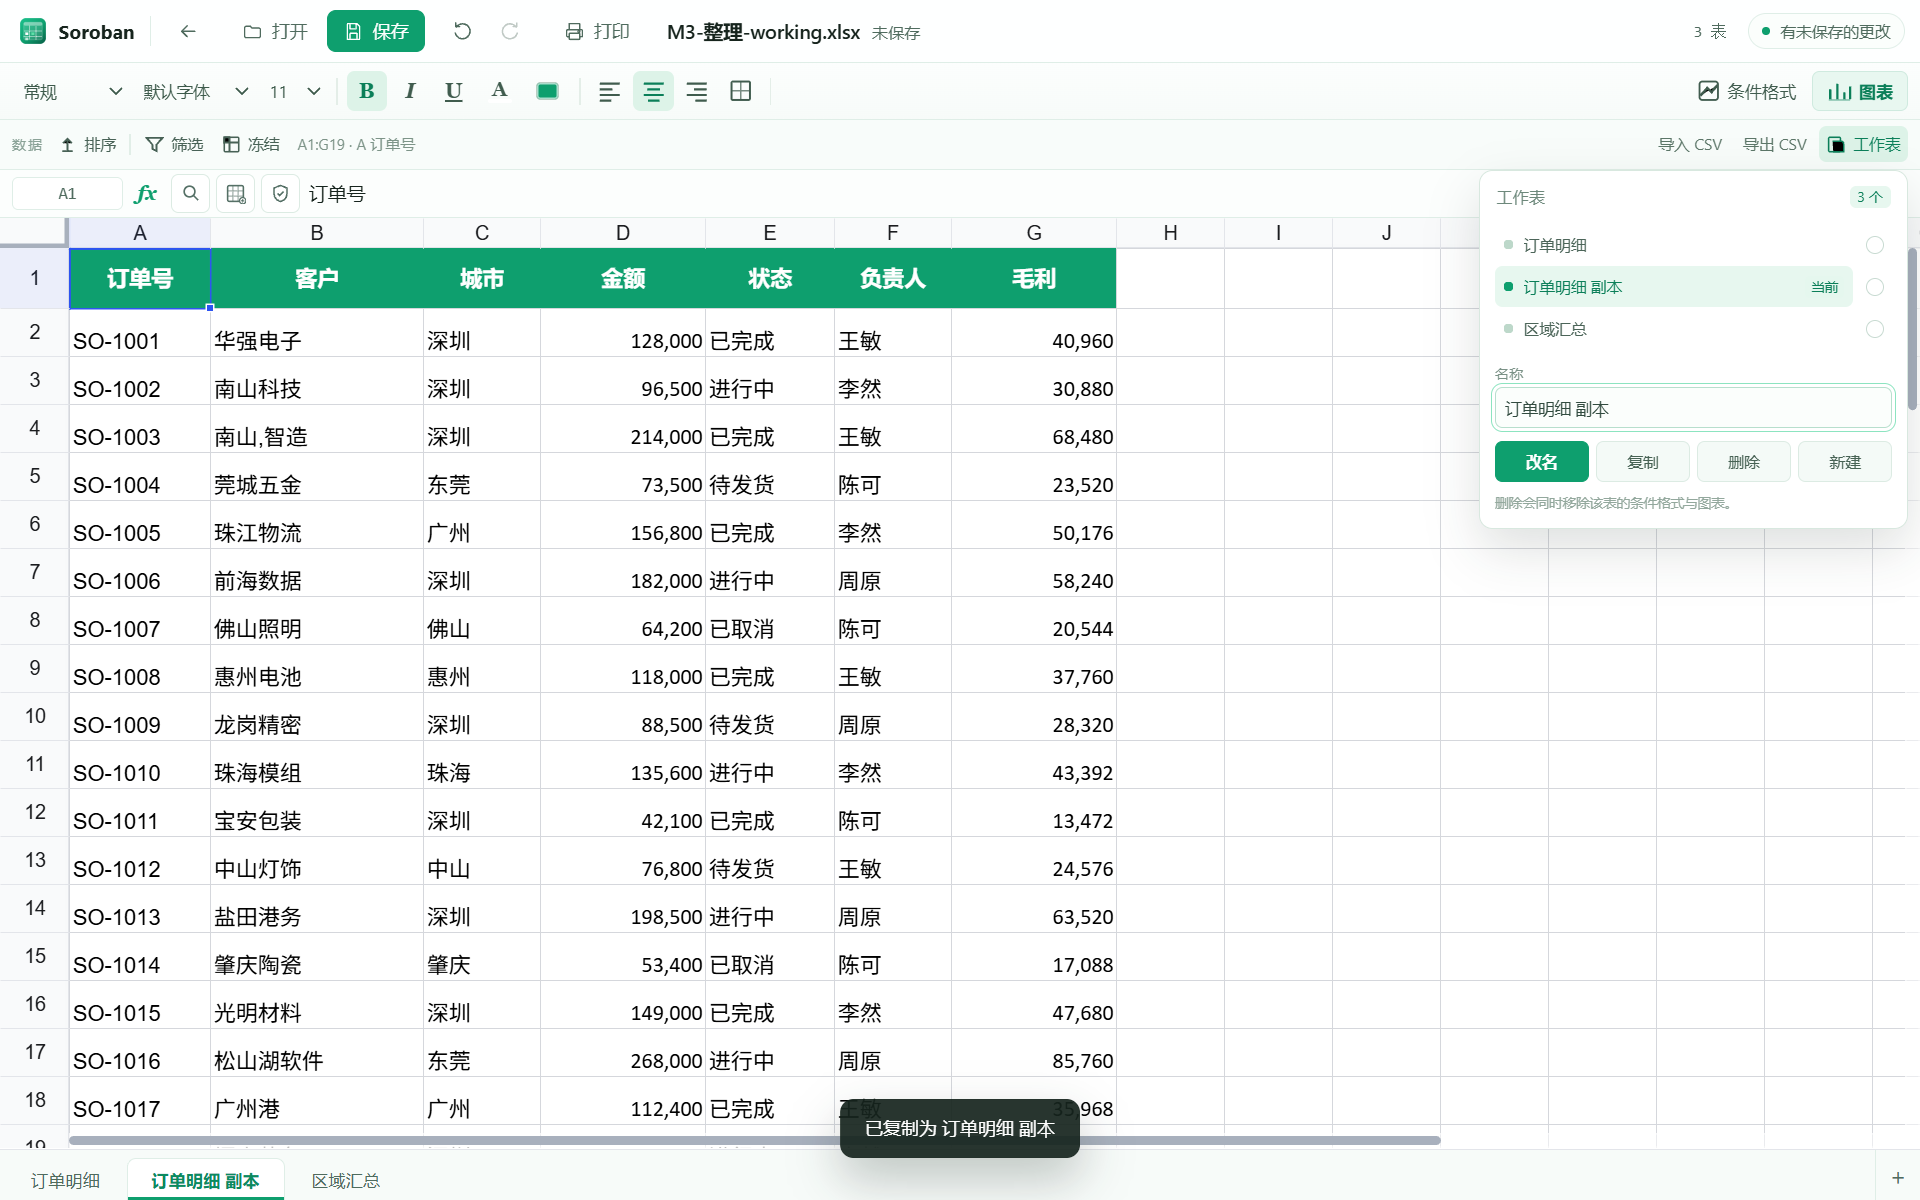 Soroban
打开
保存
打印
M3-整理-working.xlsx 未保存
3 表
有未保存的更改
常规
默认字体
11
B I U A
条件格式
图表
数据
排序
筛选
冻结
A1:G19 · A 订单号
导入 CSV
导出 CSV
工作表
A1
fx
订单号
A B C D E F G H I J
1 订单号 客户 城市 金额 状态 负责人 毛利
2 SO-1001 华强电子 深圳 128,000 已完成 王敏 40,960
3 SO-1002 南山科技 深圳 96,500 进行中 李然 30,880
4 SO-1003 南山,智造 深圳 214,000 已完成 王敏 68,480
5 SO-1004 莞城五金 东莞 73,500 待发货 陈可 23,520
6 SO-1005 珠江物流 广州 156,800 已完成 李然 50,176
7 SO-1006 前海数据 深圳 182,000 进行中 周原 58,240
8 SO-1007 佛山照明 佛山 64,200 已取消 陈可 20,544
9 SO-1008 惠州电池 惠州 118,000 已完成 王敏 37,760
10 SO-1009 龙岗精密 深圳 88,500 待发货 周原 28,320
11 SO-1010 珠海模组 珠海 135,600 进行中 李然 43,392
12 SO-1011 宝安包装 深圳 42,100 已完成 陈可 13,472
13 SO-1012 中山灯饰 中山 76,800 待发货 王敏 24,576
14 SO-1013 盐田港务 深圳 198,500 进行中 周原 63,520
15 SO-1014 肇庆陶瓷 肇庆 53,400 已取消 陈可 17,088
16 SO-1015 光明材料 深圳 149,000 已完成 李然 47,680
17 SO-1016 松山湖软件 东莞 268,000 进行中 周原 85,760
18 SO-1017 广州港 广州 112,400 已完成 王敏 35,968
19
工作表
3 个
订单明细
订单明细 副本 当前
区域汇总
名称
订单明细 副本
改名 复制 删除 新建
删除会同时移除该表的条件格式与图表。
已复制为 订单明细 副本
订单明细
订单明细 副本
区域汇总
+